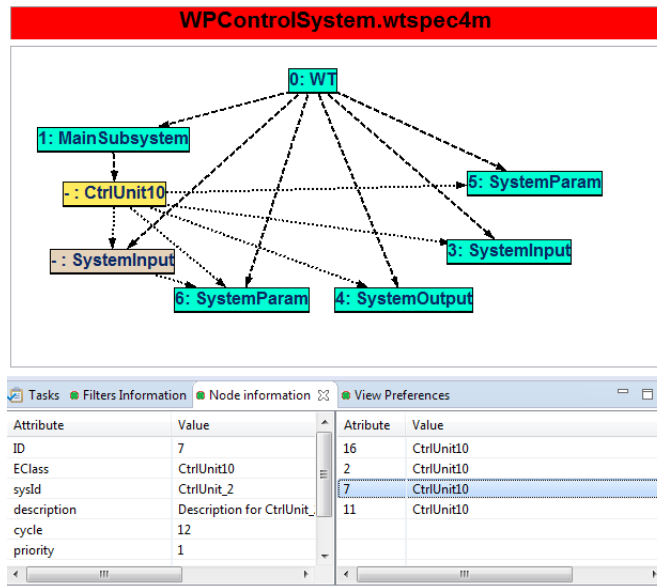 WPControlSystem.wtspec4m
0: WT
1: MainSubsystem
- : CtrlUnit10
5: SystemParam
- : SystemInput
3: SystemInput
6: SystemParam
4: SystemOutput
Tasks Filters Information Node information View Preferences
Attribute Value
ID 7
EClass CtrlUnit10
sysId CtrlUnit_2
description Description for CtrlUnit_
cycle 12
priority 1
Atribute Value
16 CtrlUnit10
2 CtrlUnit10
7 CtrlUnit10
11 CtrlUnit10